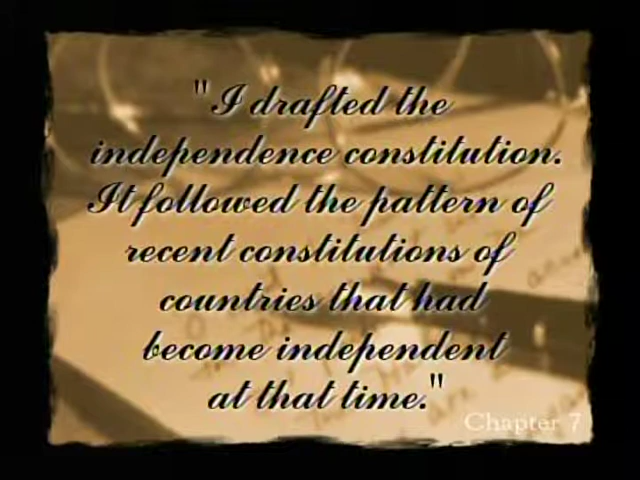 "I drafted the
independence constitution.
It followed the pattern of
recent constitutions of
countries that had
become independent
at that time."
Chapter 7